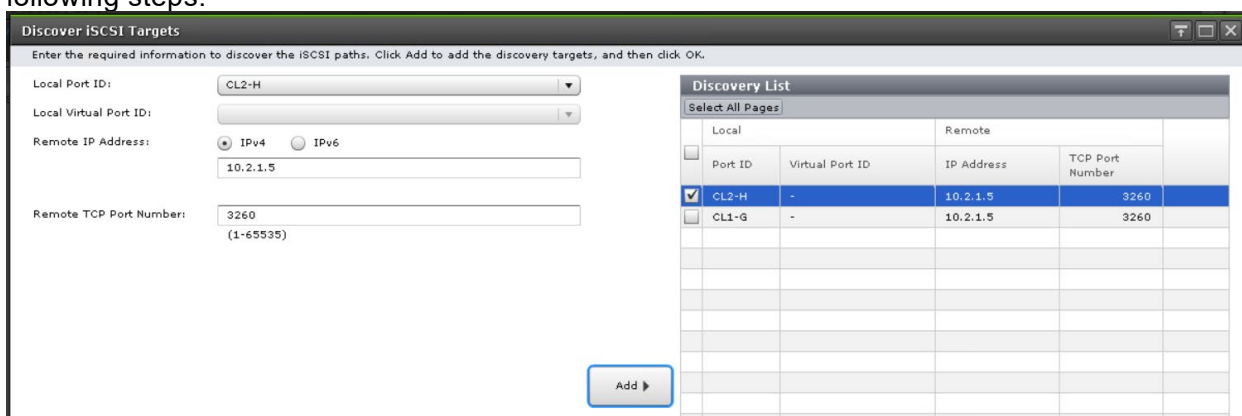 following steps.
Discover iSCSI Targets
Enter the required information to discover the iSCSI paths. Click Add to add the discovery targets, and then click OK.
Local Port ID: CL2-H
Local Virtual Port ID:
Remote IP Address: IPv4 IPv6
10.2.1.5
Remote TCP Port Number: 3260
(1-65535)
Add
Discovery List
Select All Pages
Local Remote
Port ID Virtual Port ID IP Address TCP Port Number
CL2-H - 10.2.1.5 3260
CL1-G - 10.2.1.5 3260